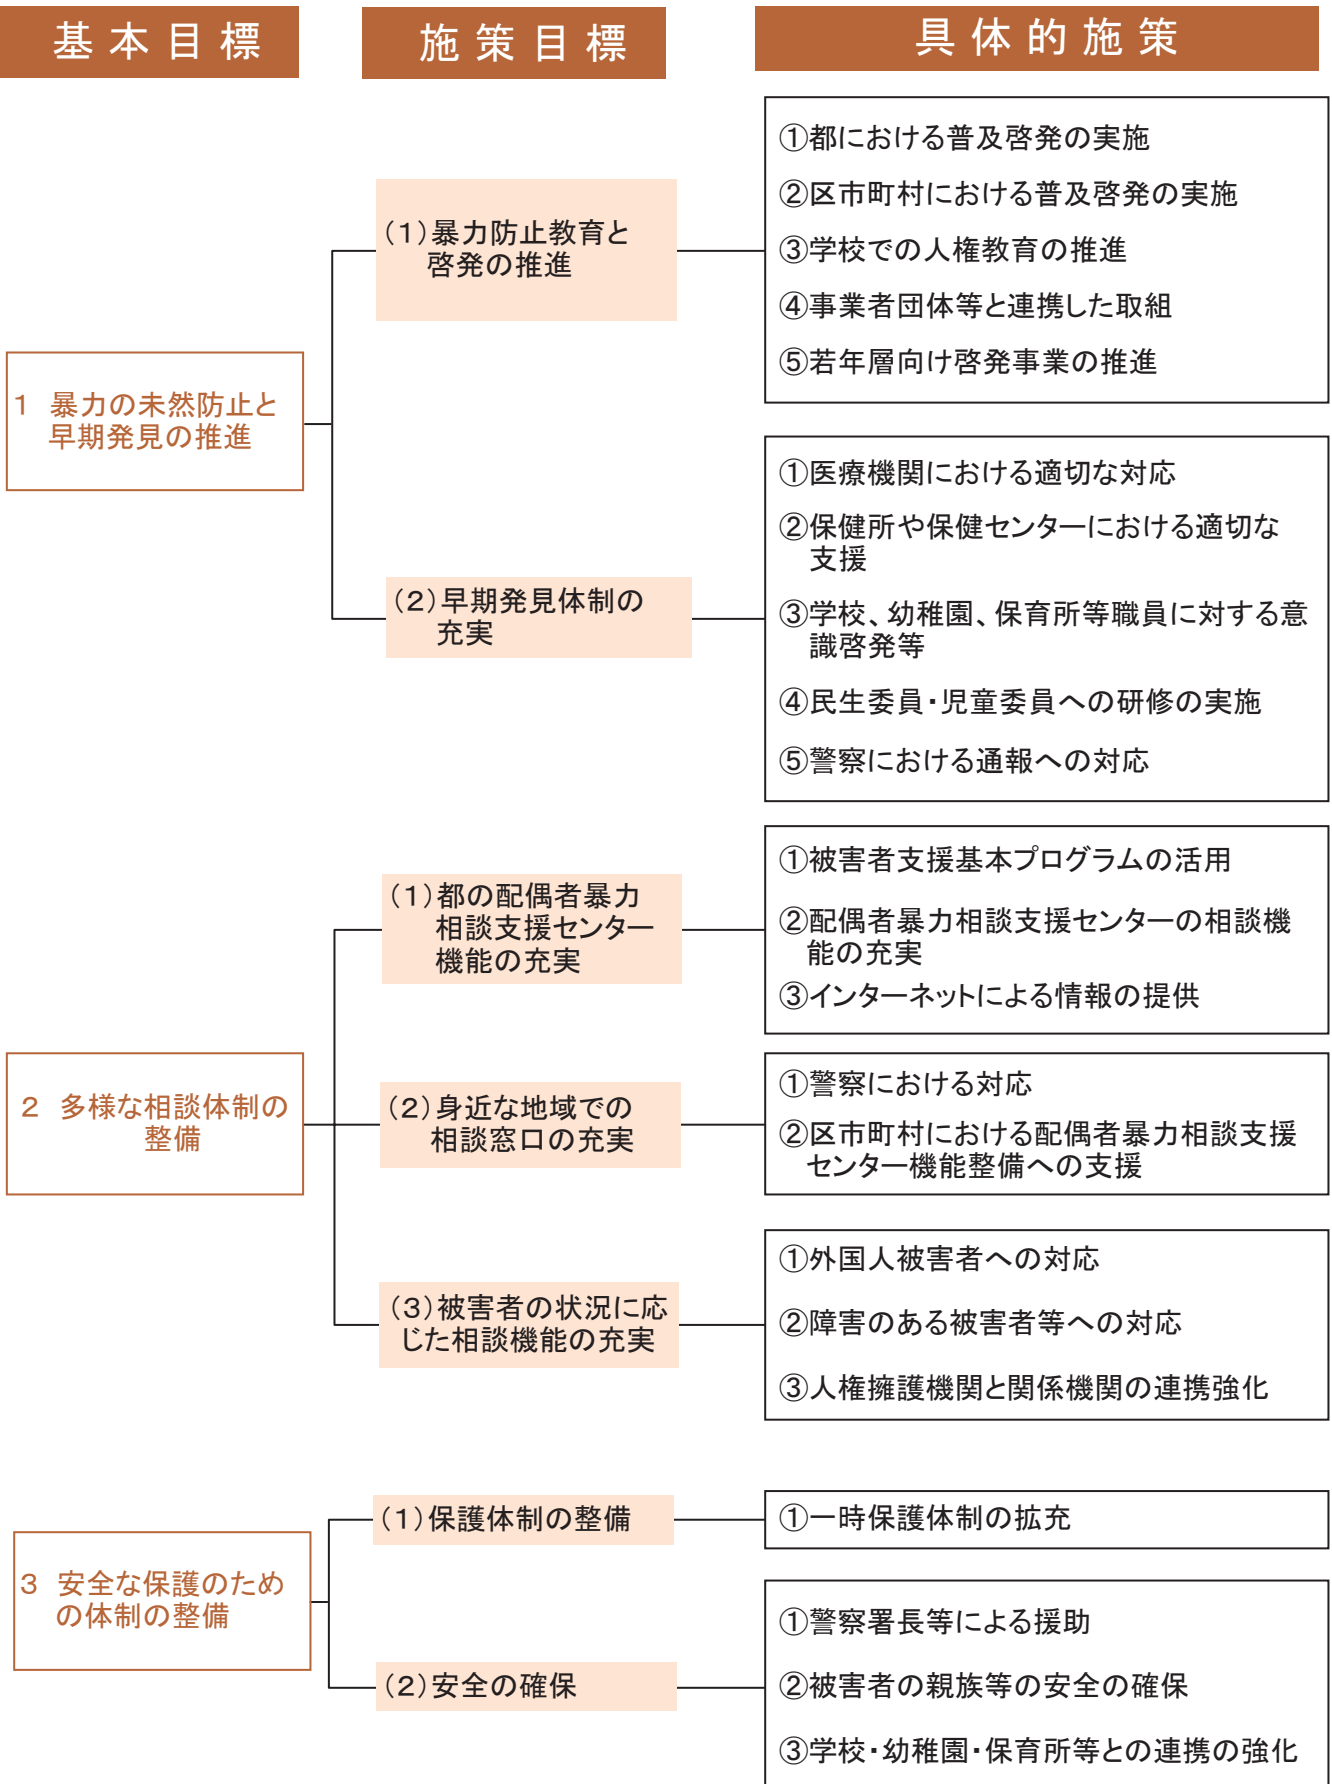 基本目標
施策目標
具体的施策
1 暴力の未然防止と
早期発見の推進
(1)暴力防止教育と
啓発の推進
①都における普及啓発の実施
②区市町村における普及啓発の実施
③学校での人権教育の推進
④事業者団体等と連携した取組
⑤若年層向け啓発事業の推進
(2)早期発見体制の
充実
①医療機関における適切な対応
②保健所や保健センターにおける適切な
支援
③学校、幼稚園、保育所等職員に対する意
識啓発等
④民生委員・児童委員への研修の実施
⑤警察における通報への対応
2 多様な相談体制の
整備
(1)都の配偶者暴力
相談支援センター
機能の充実
①被害者支援基本プログラムの活用
②配偶者暴力相談支援センターの相談機
能の充実
③インターネットによる情報の提供
(2)身近な地域での
相談窓口の充実
①警察における対応
②区市町村における配偶者暴力相談支援
センター機能整備への支援
(3)被害者の状況に応
じた相談機能の充実
①外国人被害者への対応
②障害のある被害者等への対応
③人権擁護機関と関係機関の連携強化
3 安全な保護のため
の体制の整備
(1)保護体制の整備
①一時保護体制の拡充
(2)安全の確保
①警察署長等による援助
②被害者の親族等の安全の確保
③学校・幼稚園・保育所等との連携の強化